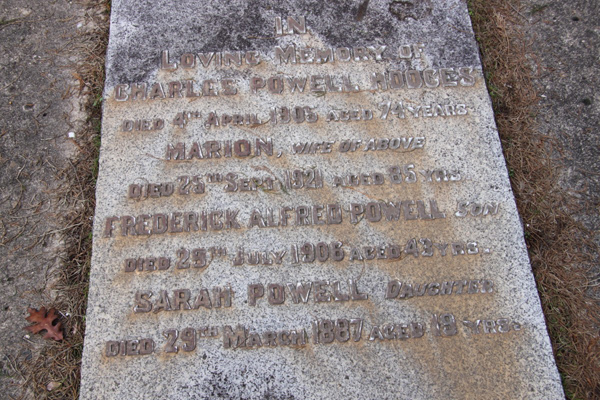 IN
LOVING MEMORY OF
CHARLES POWELL HODGES
DIED 4TH APRIL 1905 AGED 74 YEARS
MARION, WIFE OF ABOVE
DIED 25TH SEPT 1921 AGED 85 YRS.
FREDERICK ALFRED POWELL SON
DIED 25TH JULY 1906 AGED 43 YRS.
SARAH POWELL DAUGHTER
DIED 29TH MARCH 1887 AGED 19 YRS.